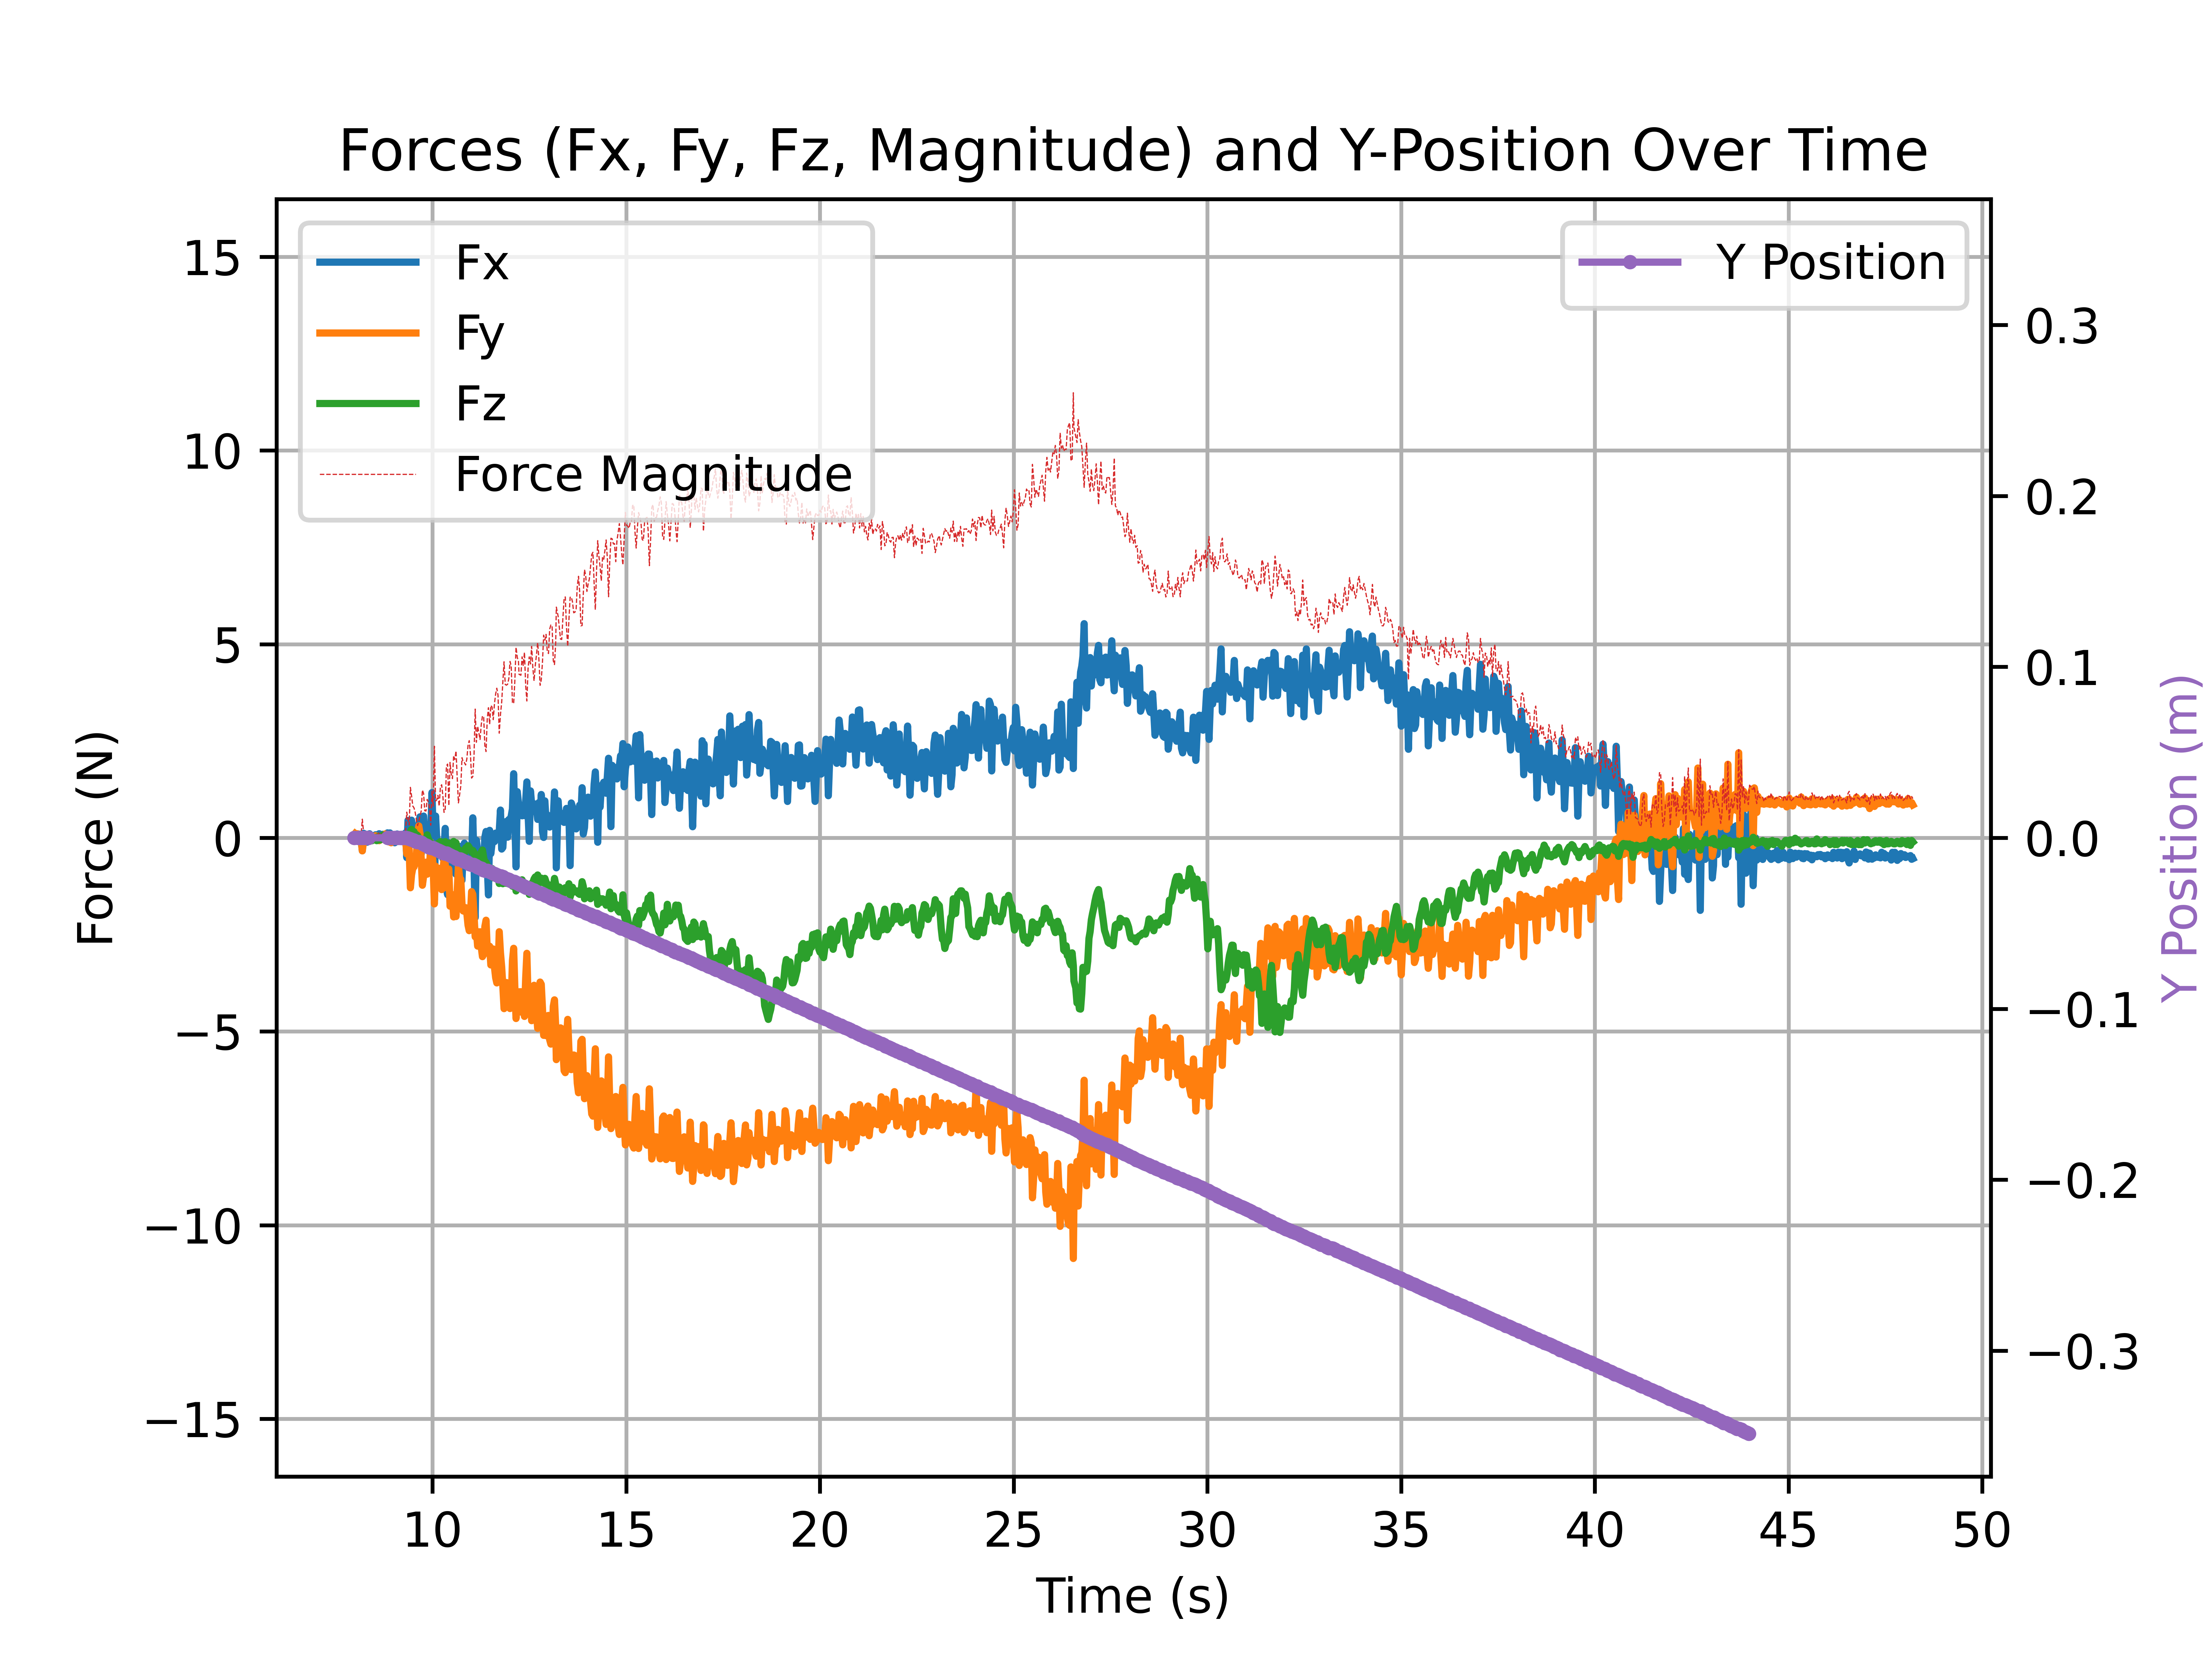 Forces (Fx, Fy, Fz, Magnitude) and Y-Position Over Time
Fx
Fy
Fz
Force Magnitude
Y Position
15
10
5
0
−5
−10
−15
Force (N)
0.3
0.2
0.1
0.0
−0.1
−0.2
−0.3
Y Position (m)
10 15 20 25 30 35 40 45 50
Time (s)